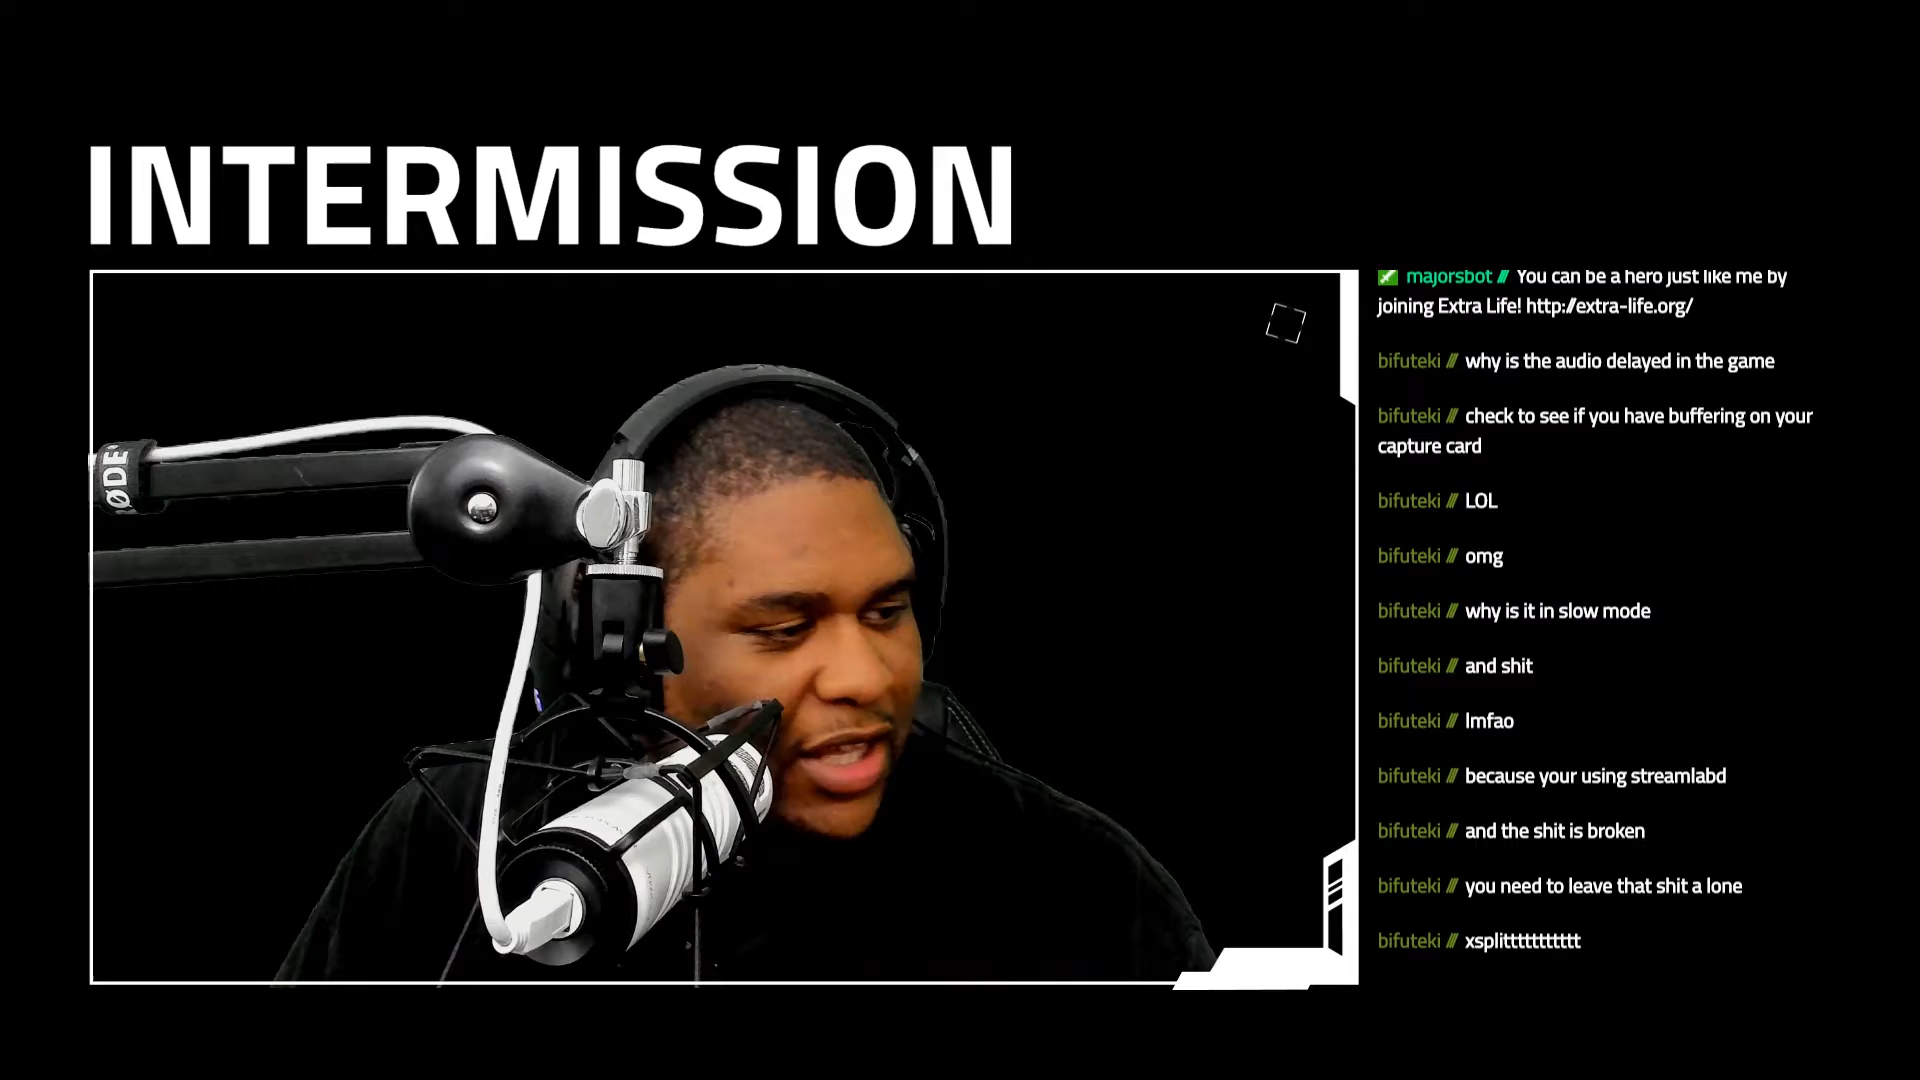 INTERMISSION
RØDE
majorsbot /// You can be a hero just like me by
joining Extra Life! http://extra-life.org/
bifuteki /// why is the audio delayed in the game
bifuteki /// check to see if you have buffering on your
capture card
bifuteki /// LOL
bifuteki /// omg
bifuteki /// why is it in slow mode
bifuteki /// and shit
bifuteki /// lmfao
bifuteki /// because your using streamlabd
bifuteki /// and the shit is broken
bifuteki /// you need to leave that shit a lone
bifuteki /// xsplittttttttttt